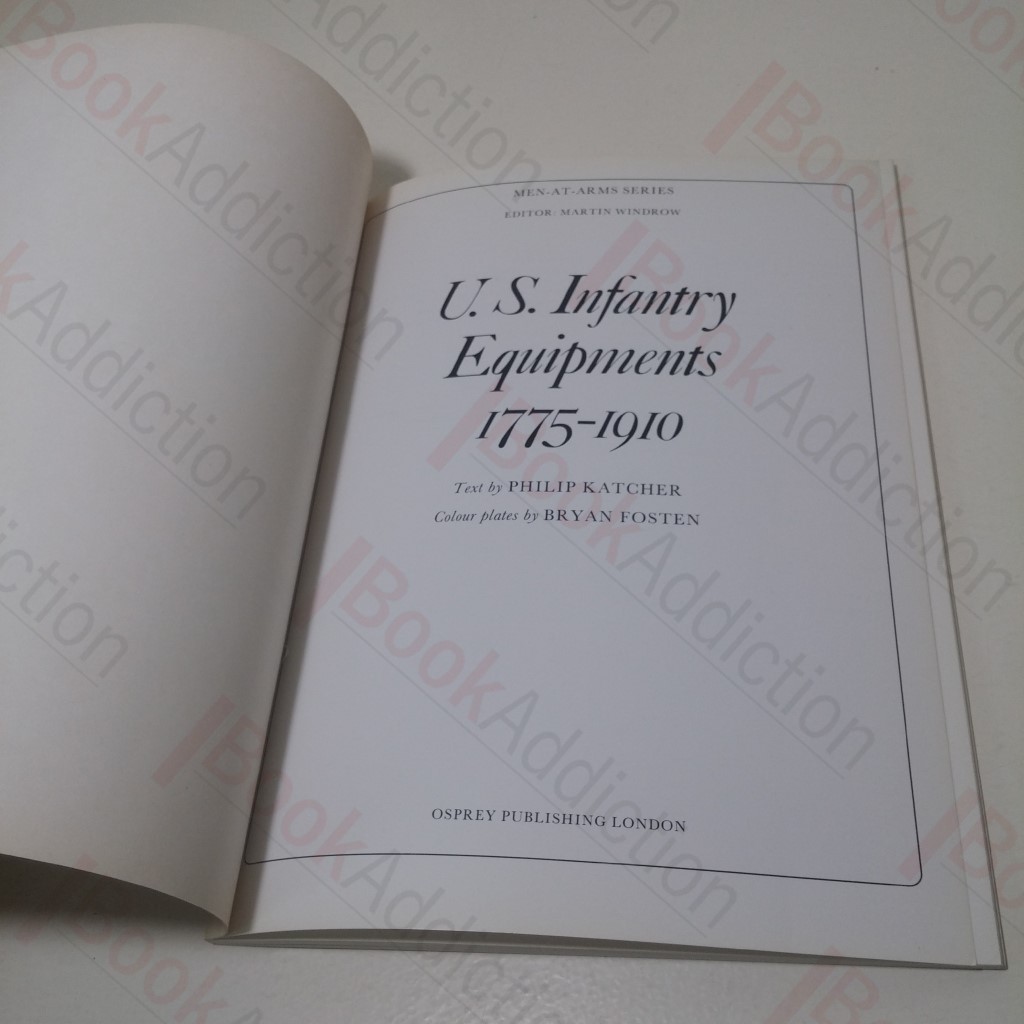 MEN-AT-ARMS SERIES
EDITOR: MARTIN WINDROW
U. S. Infantry
Equipments
1775–1910
Text by PHILIP KATCHER
Colour plates by BRYAN FOSTEN
OSPREY PUBLISHING LONDON
BookAddiction